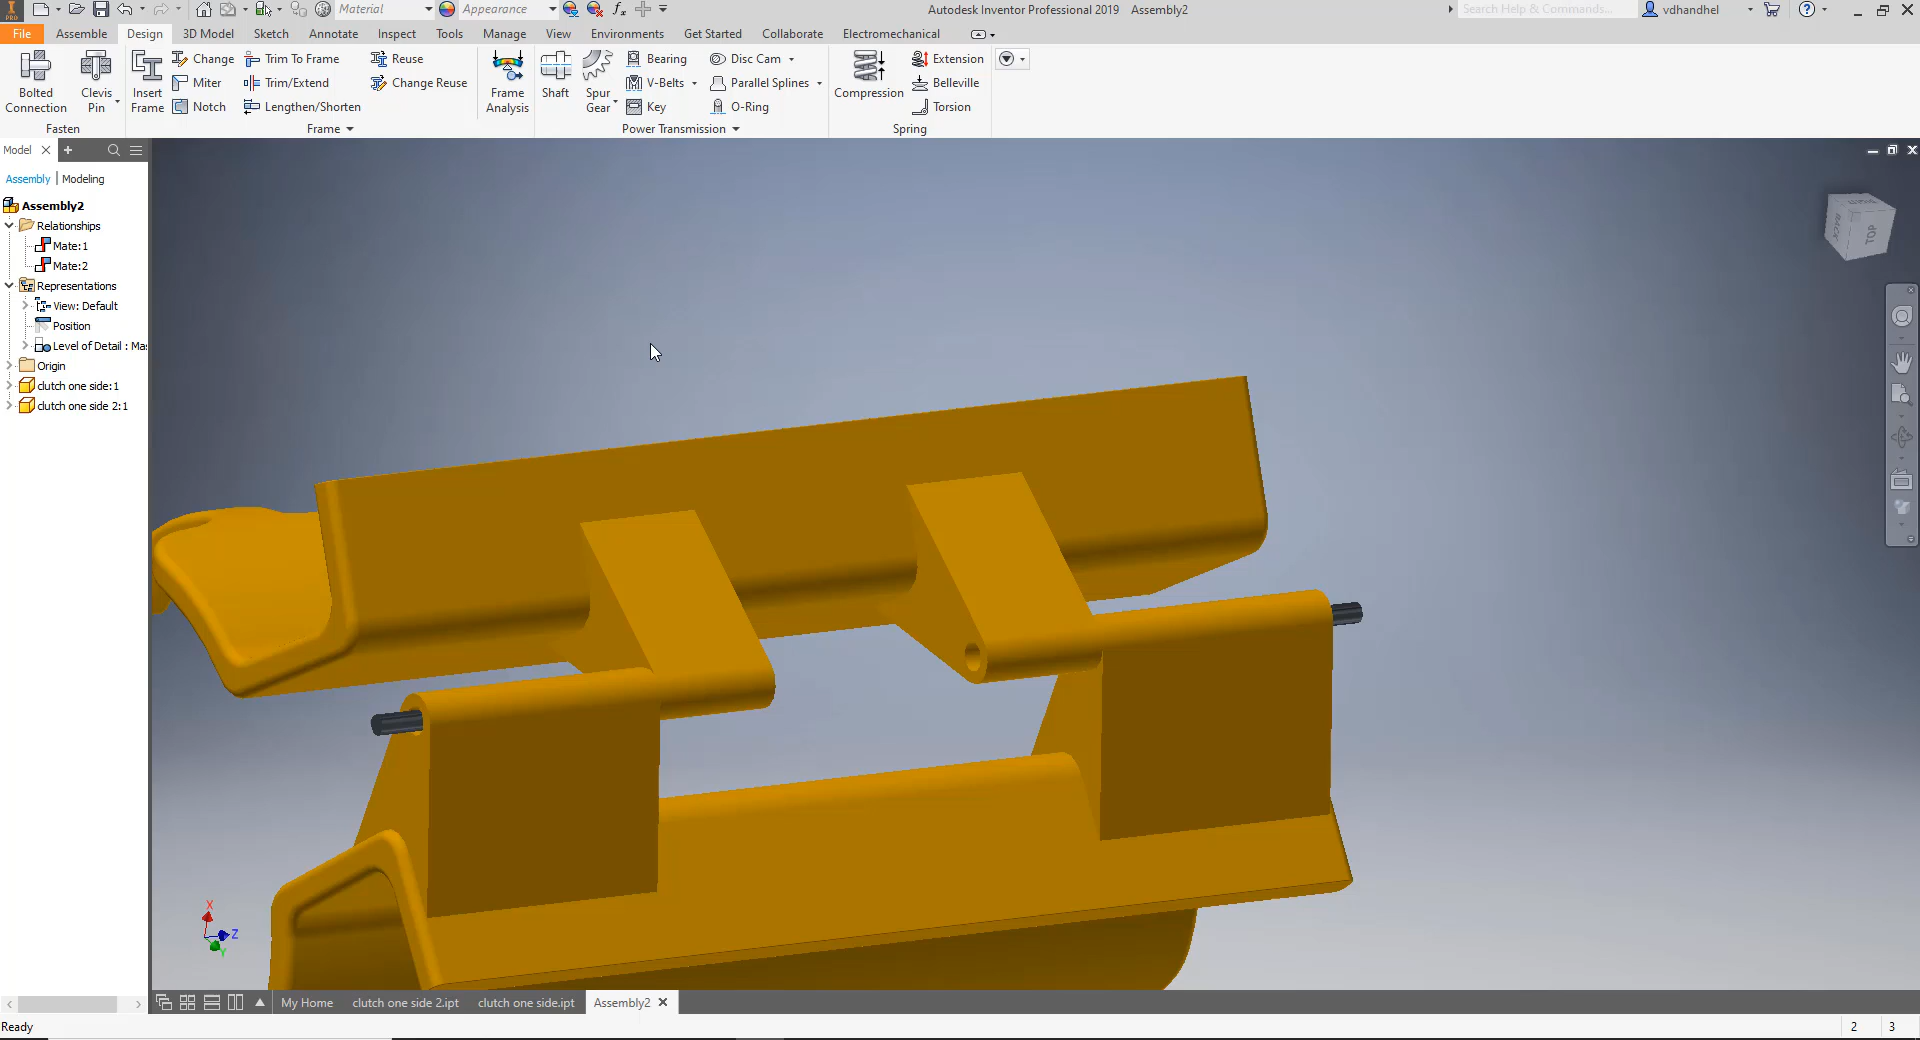 PRO Material Appearance fx Autodesk Inventor Professional 2019 Assembly2 Search Help & Commands... vdhandhel
File Assemble Design 3D Model Sketch Annotate Inspect Tools Manage View Environments Get Started Collaborate Electromechanical
Bolted Connection
Clevis Pin
Fasten
Insert Frame
Change
Miter
Notch
Trim To Frame
Trim/Extend
Lengthen/Shorten
Reuse
Change Reuse
Frame
Frame Analysis
Shaft
Spur Gear
Bearing
V-Belts
Key
Disc Cam
Parallel Splines
O-Ring
Power Transmission
Compression
Extension
Belleville
Torsion
Spring
Model
Assembly | Modeling
Assembly2
Relationships
Mate:1
Mate:2
Representations
View: Default
Position
Level of Detail : Mas
Origin
clutch one side:1
clutch one side 2:1
BACK
TOP
X
Z
Y
My Home clutch one side 2.ipt clutch one side.ipt Assembly2
Ready 2 3